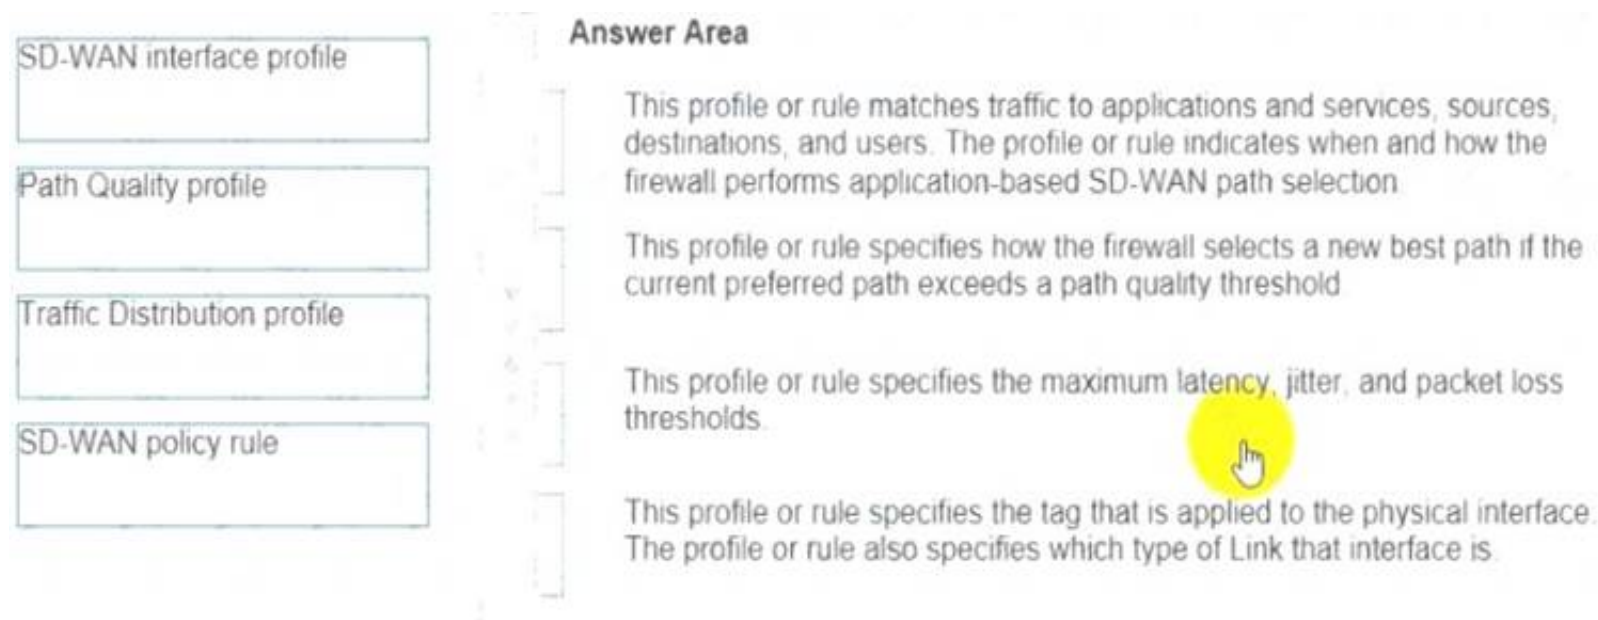 SD-WAN interface profile
Path Quality profile
Traffic Distribution profile
SD-WAN policy rule
Answer Area
This profile or rule matches traffic to applications and services, sources,
destinations, and users. The profile or rule indicates when and how the
firewall performs application-based SD-WAN path selection.
This profile or rule specifies how the firewall selects a new best path if the
current preferred path exceeds a path quality threshold.
This profile or rule specifies the maximum latency, jitter, and packet loss
thresholds.
This profile or rule specifies the tag that is applied to the physical interface.
The profile or rule also specifies which type of Link that interface is.